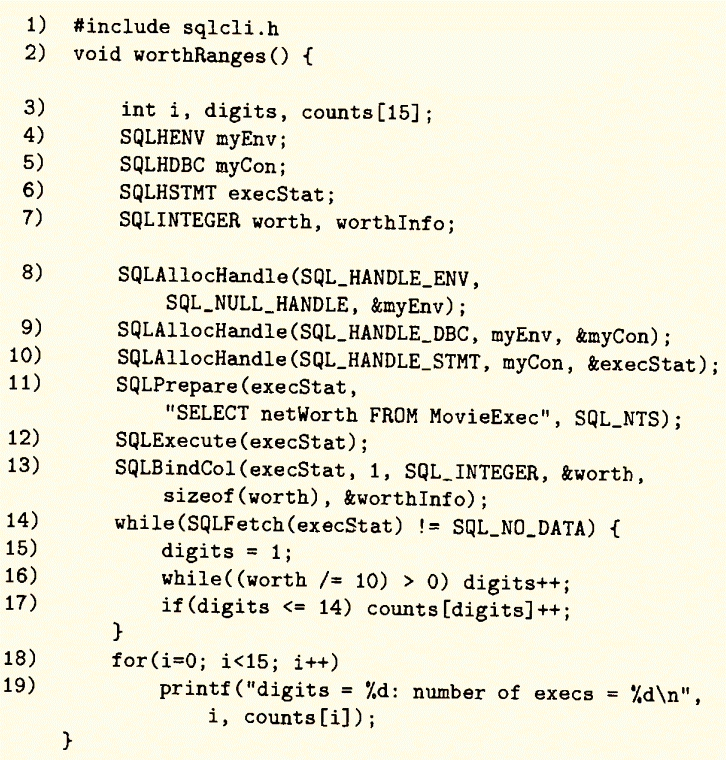 1) #include sqlcli.h
2) void worthRanges() {
3) int i, digits, counts[15];
4) SQLHENV myEnv;
5) SQLHDBC myCon;
6) SQLHSTMT execStat;
7) SQLINTEGER worth, worthInfo;
8) SQLAllocHandle(SQL_HANDLE_ENV,
SQL_NULL_HANDLE, &myEnv);
9) SQLAllocHandle(SQL_HANDLE_DBC, myEnv, &myCon);
10) SQLAllocHandle(SQL_HANDLE_STMT, myCon, &execStat);
11) SQLPrepare(execStat,
"SELECT netWorth FROM MovieExec", SQL_NTS);
12) SQLExecute(execStat);
13) SQLBindCol(execStat, 1, SQL_INTEGER, &worth,
sizeof(worth), &worthInfo);
14) while(SQLFetch(execStat) != SQL_NO_DATA) {
15) digits = 1;
16) while((worth /= 10) > 0) digits++;
17) if(digits <= 14) counts[digits]++;
}
18) for(i=0; i<15; i++)
19) printf("digits = %d: number of execs = %d\n",
i, counts[i]);
}